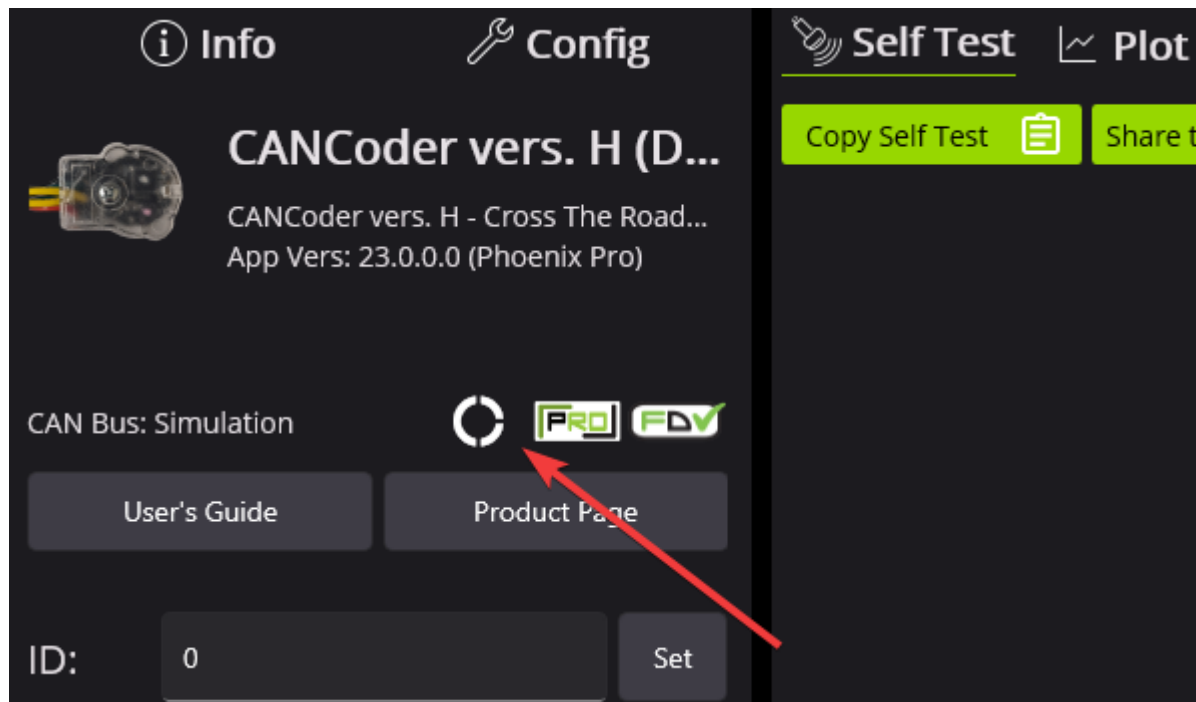 Info
Config
CANCoder vers. H (D...
CANCoder vers. H - Cross The Road...
App Vers: 23.0.0.0 (Phoenix Pro)
CAN Bus: Simulation
PRO
FD
User's Guide
Product Page
ID:
0
Set
Self Test
Plot
Copy Self Test
Share t